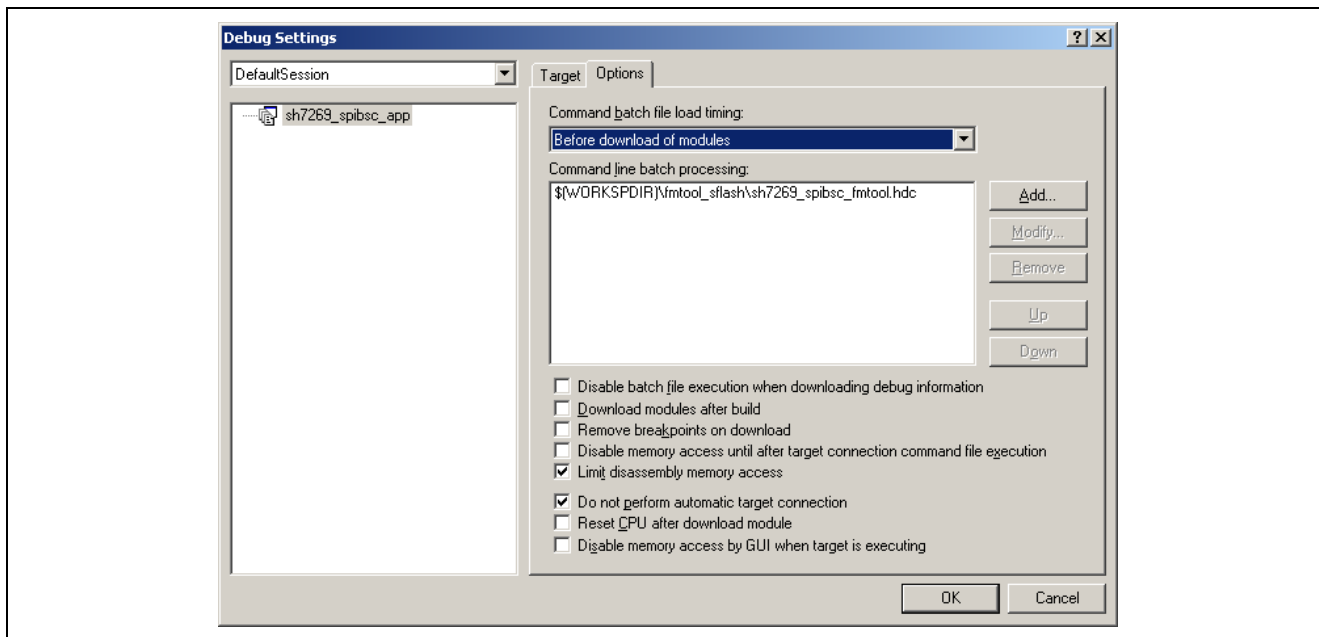 Debug Settings
DefaultSession
sh7269_spibsc_app
Target Options
Command batch file load timing:
Before download of modules
Command line batch processing:
$(WORKSPDIR)\fmtool_sflash\sh7269_spibsc_fmtool.hdc
Add...
Modify...
Remove
Up
Down
Disable batch file execution when downloading debug information
Download modules after build
Remove breakpoints on download
Disable memory access until after target connection command file execution
Limit disassembly memory access
Do not perform automatic target connection
Reset CPU after download module
Disable memory access by GUI when target is executing
OK Cancel